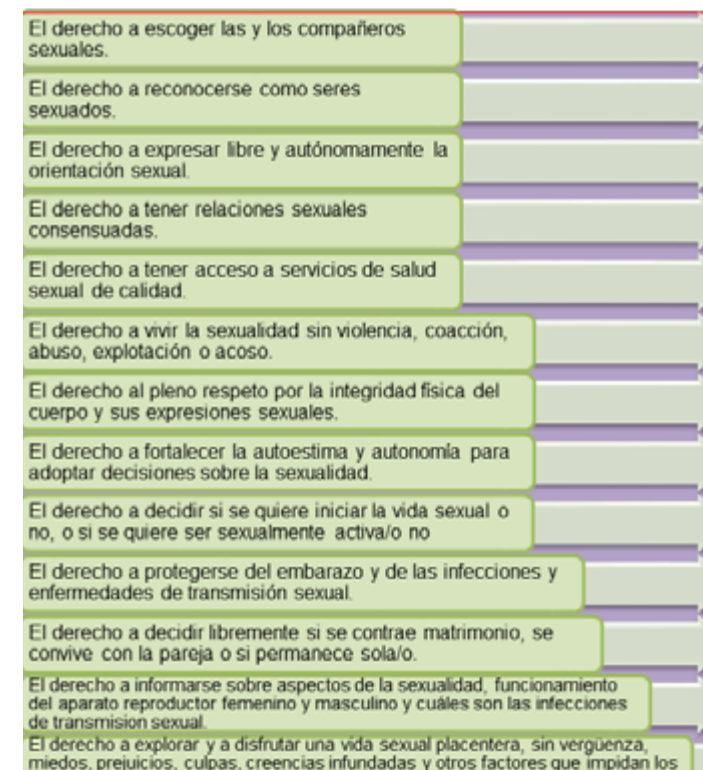 El derecho a escoger las y los compañeros
sexuales.
El derecho a reconocerse como seres
sexuados.
El derecho a expresar libre y autónomamente la
orientación sexual.
El derecho a tener relaciones sexuales
consensuadas.
El derecho a tener acceso a servicios de salud
sexual de calidad.
El derecho a vivir la sexualidad sin violencia, coacción,
abuso, explotación o acoso.
El derecho al pleno respeto por la integridad física del
cuerpo y sus expresiones sexuales.
El derecho a fortalecer la autoestima y autonomía para
adoptar decisiones sobre la sexualidad.
El derecho a decidir si se quiere iniciar la vida sexual o
no, o si se quiere ser sexualmente activa/o no
El derecho a protegerse del embarazo y de las infecciones y
enfermedades de transmisión sexual.
El derecho a decidir libremente si se contrae matrimonio, se
convive con la pareja o si permanece sola/o.
El derecho a informarse sobre aspectos de la sexualidad, funcionamiento
del aparato reproductor femenino y masculino y cuáles son las infecciones
de transmision sexual.
El derecho a explorar y a disfrutar una vida sexual placentera, sin vergüenza,
miedos, prejuicios, culpas, creencias infundadas y otros factores que impidan los